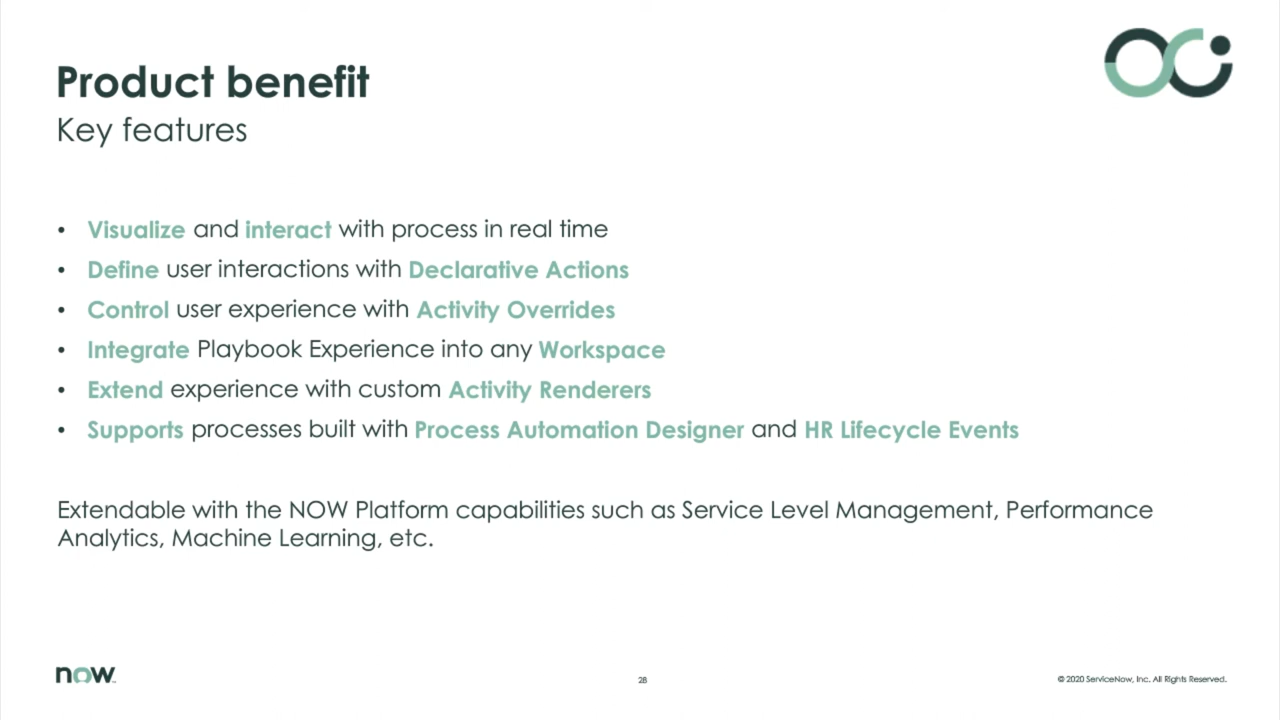 Product benefit
Key features
• Visualize and interact with process in real time
• Define user interactions with Declarative Actions
• Control user experience with Activity Overrides
• Integrate Playbook Experience into any Workspace
• Extend experience with custom Activity Renderers
• Supports processes built with Process Automation Designer and HR Lifecycle Events
Extendable with the NOW Platform capabilities such as Service Level Management, Performance
Analytics, Machine Learning, etc.
now
28
© 2020 ServiceNow, Inc. All Rights Reserved.